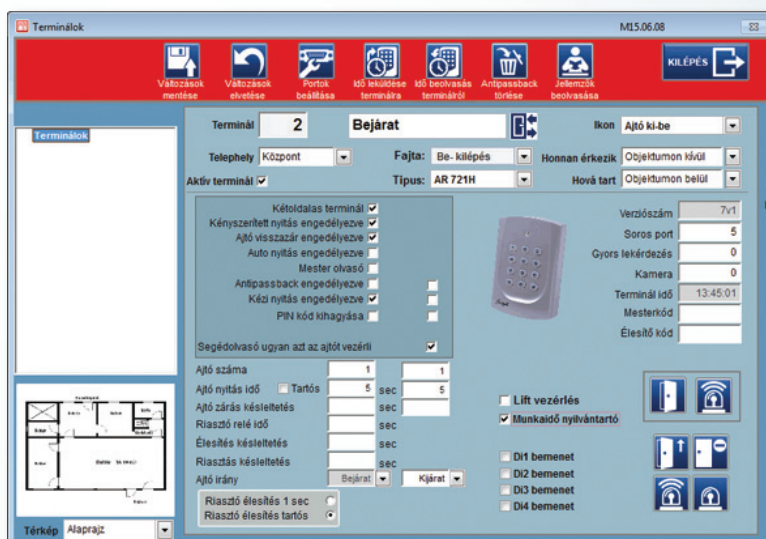 Terminálok M15.06.08
Változások mentése
Változások elvetése
Portok beállítása
Idő leküldése terminálra
Idő beolvasás terminálról
Antipassback törlése
Jellemzők beolvasása
KILÉPÉS
Terminálok
Terminál 2 Bejárat Ikon Ajtó ki-be
Telephely Központ Fajta: Be- kilépés Honnan érkezik Objektumon kívül
Aktív terminál Típus: AR 721H Hová tart Objektumon belül
Kétoldalas terminál
Kényszerített nyitás engedélyezve
Ajtó visszazár engedélyezve
Auto nyitás engedélyezve
Mester olvasó
Antipassback engedélyezve
Kézi nyitás engedélyezve
PIN kód kihagyása
Segédolvasó ugyan azt az ajtót vezérli
Verziószám 7v1
Soros port 5
Gyors lekérdezés 0
Kamera 0
Terminál idő 13:45:01
Mesterkód
Élesítő kód
Ajtó száma 1 1
Ajtó nyitás idő Tartós 5 sec 5
Ajtó zárás késleltetés sec
Riasztó relé idő sec
Élesítés késleltetés sec
Riasztás késleltetés sec
Ajtó irány Bejárat Kijárat
Riasztó élesítés 1 sec
Riasztó élesítés tartós
Lift vezérlés
Munkaidő nyilvántartó
Di1 bemenet
Di2 bemenet
Di3 bemenet
Di4 bemenet
Térkép Alaprajz